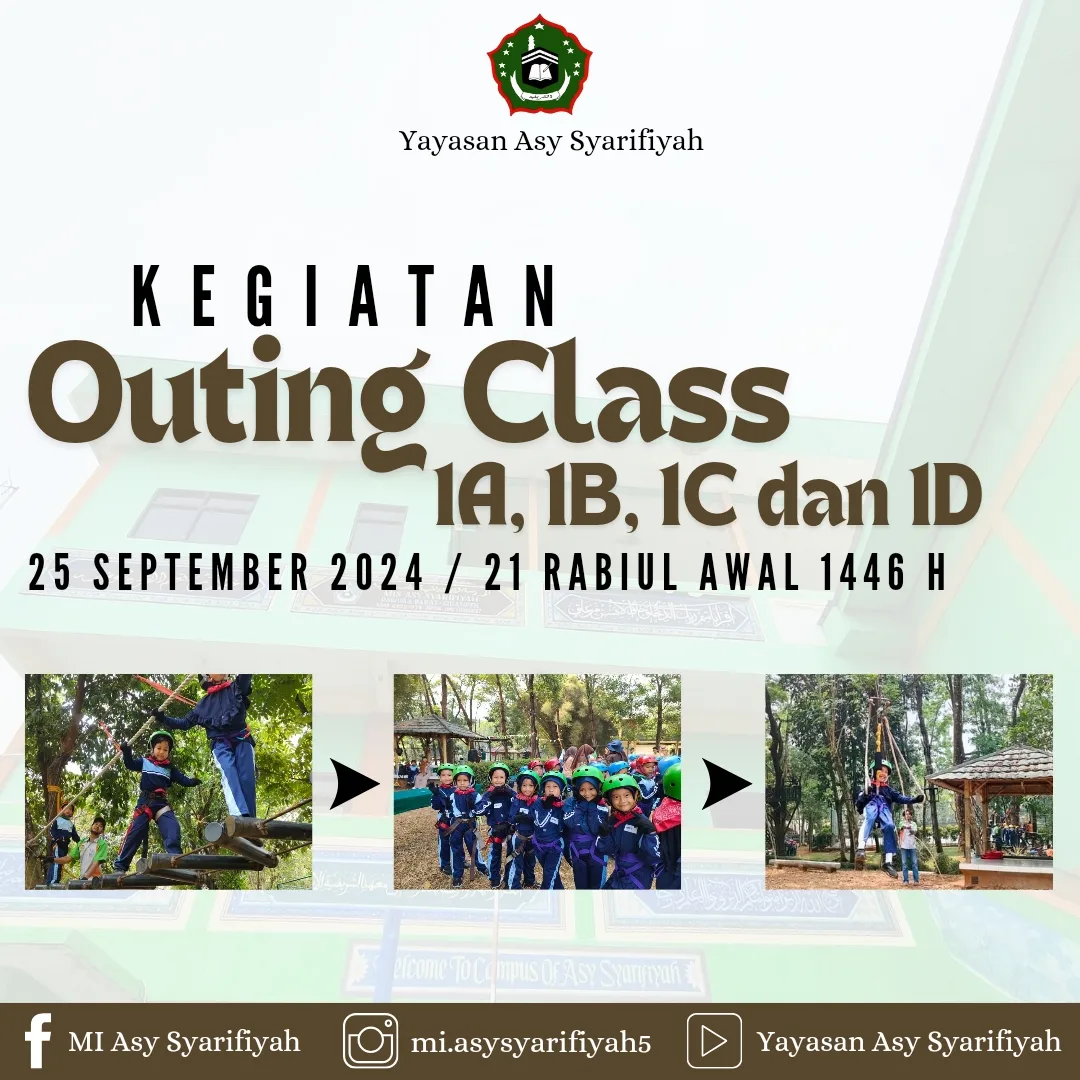 Yayasan Asy Syarifiyah
KEGIATAN
Outing Class
1A, 1B, 1C dan 1D
25 SEPTEMBER 2024 / 21 RABIUL AWAL 1446 H
Welcome To Campus Of Asy Syarifiyah
MI Asy Syarifiyah
mi.asysyarifiyah5
Yayasan Asy Syarifiyah